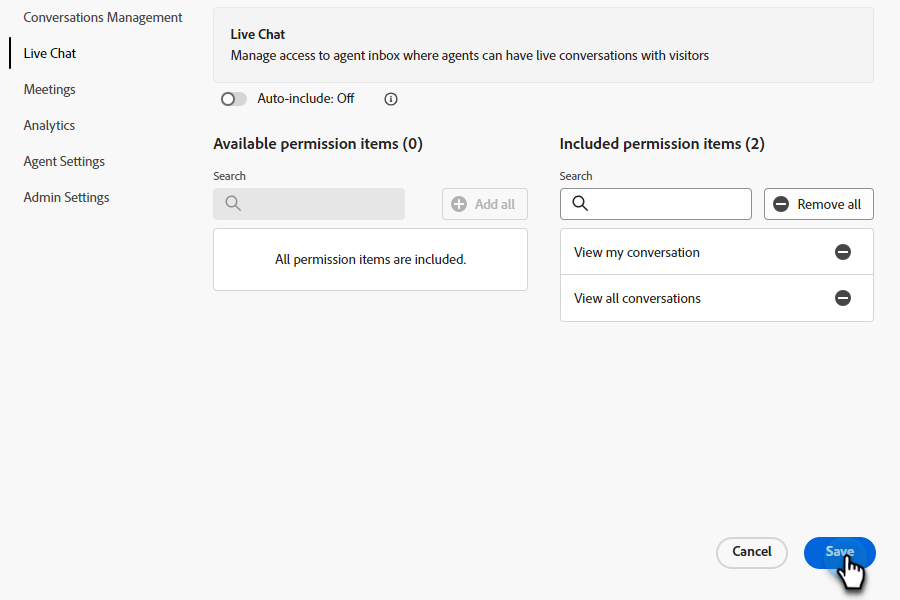 Conversations Management
Live Chat
Meetings
Analytics
Agent Settings
Admin Settings
Live Chat
Manage access to agent inbox where agents can have live conversations with visitors
Auto-include: Off
Available permission items (0)
Search
Add all
All permission items are included.
Included permission items (2)
Search
Remove all
View my conversation
View all conversations
Cancel
Save